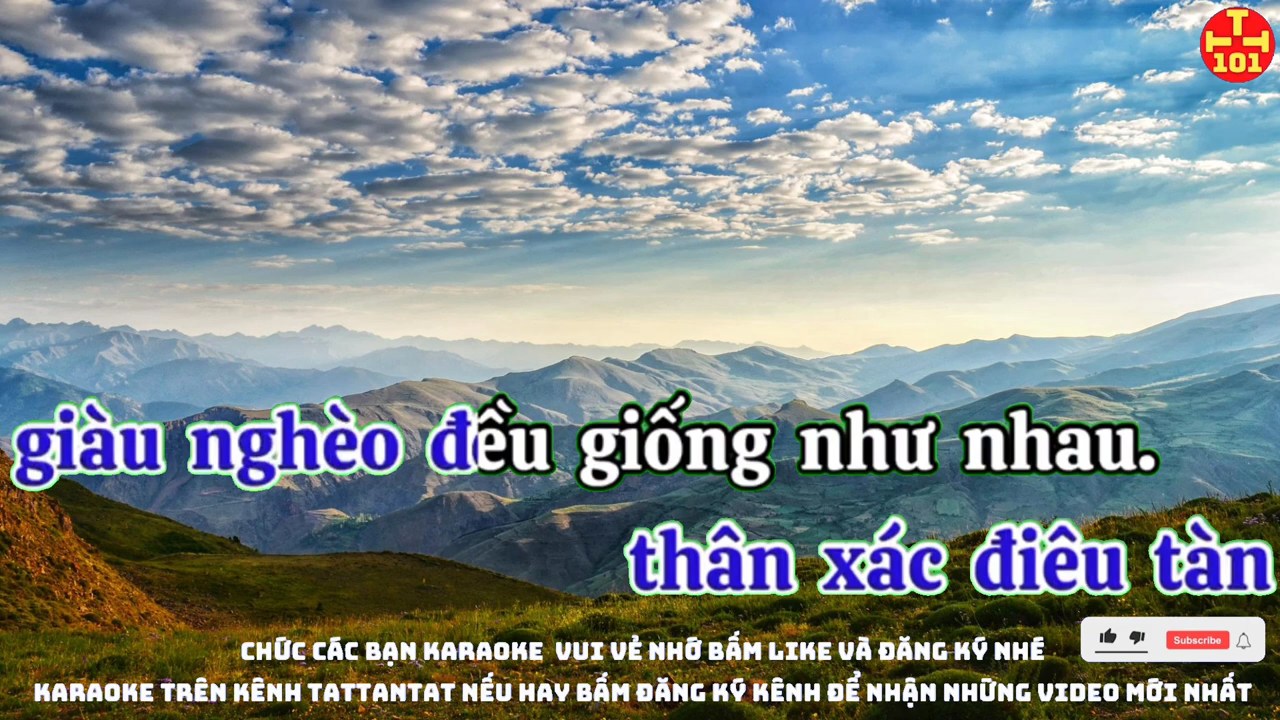 T
TT
101
giàu nghèo đều giống như nhau.
thân xác điêu tàn
CHỨC CÁC BẠN KARAOKE VUI VẺ NHỚ BẤM LIKE VÀ ĐĂNG KÝ NHÉ
Subscribe
KARAOKE TRÊN KÊNH TATTANTAT NẾU HAY BẤM ĐĂNG KÝ KÊNH ĐỂ NHẬN NHỮNG VIDEO MỚI NHẤT